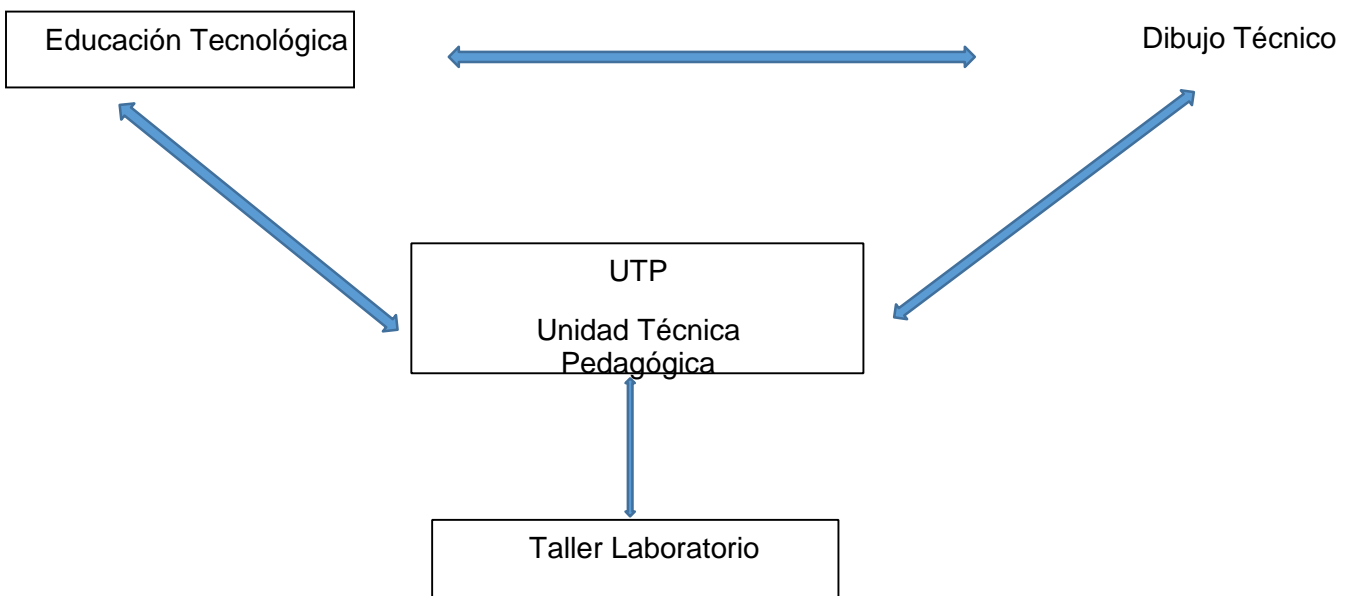 Educación Tecnológica
Dibujo Técnico
UTP
Unidad Técnica
Pedagógica
Taller Laboratorio